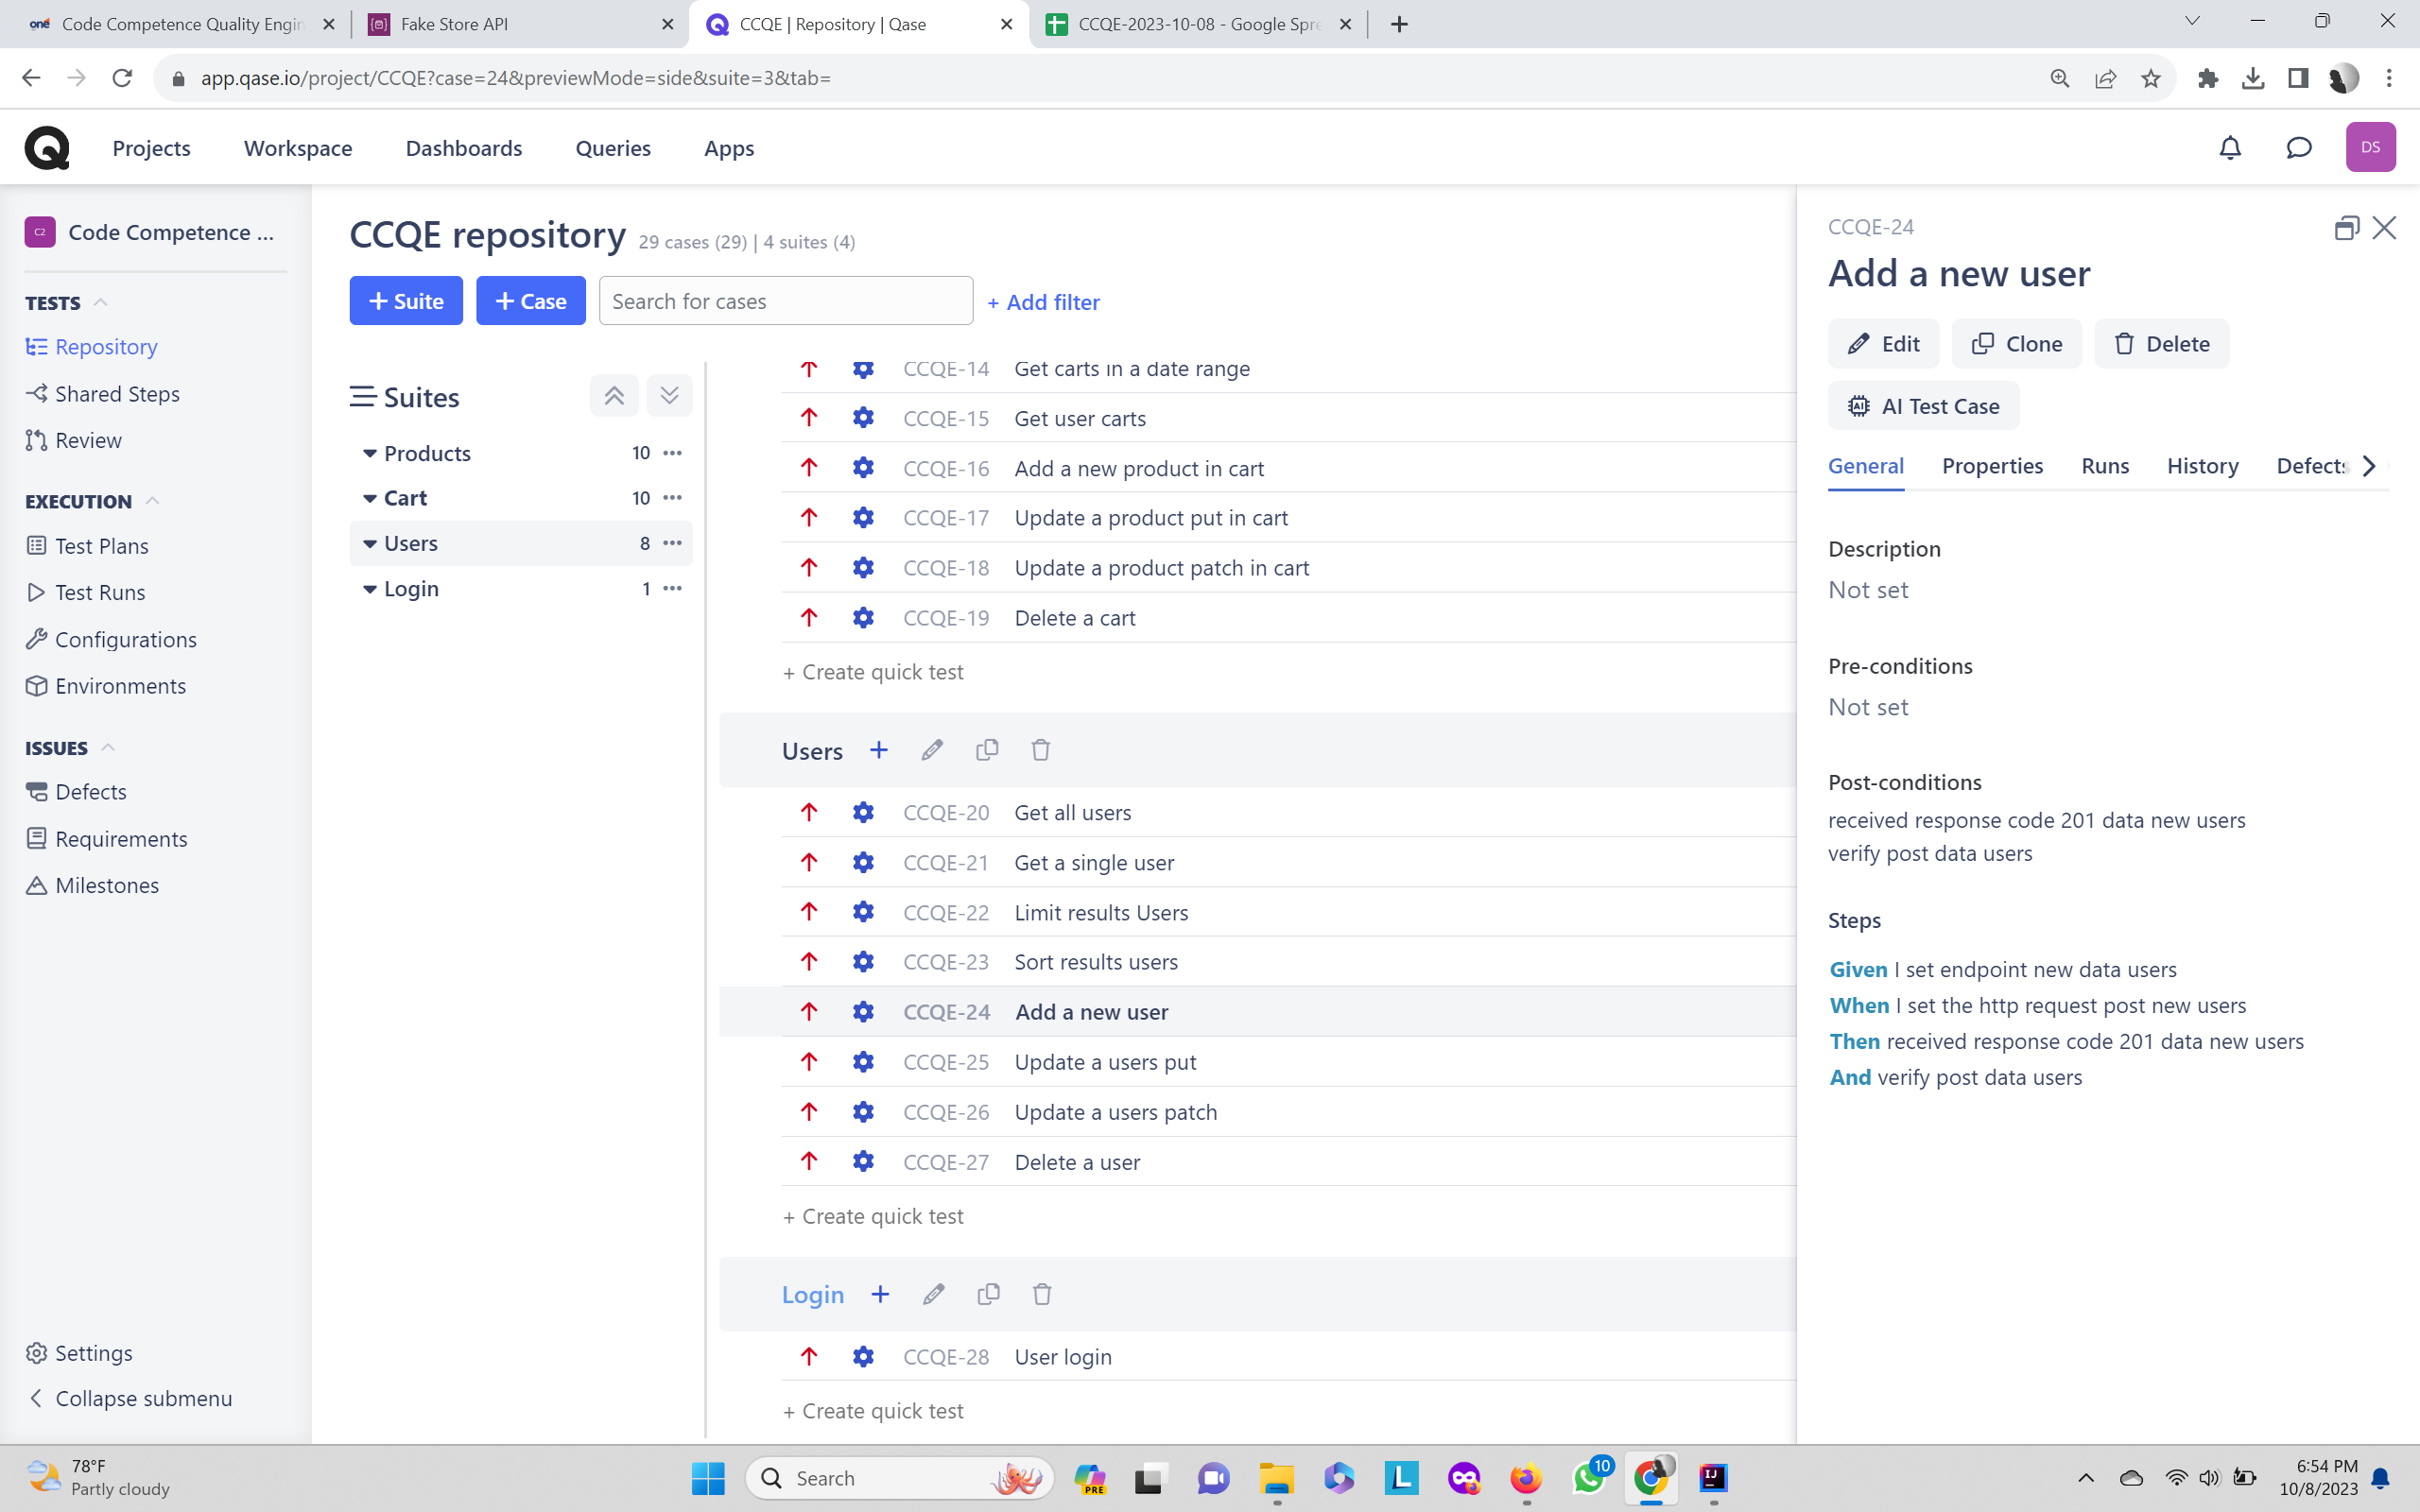 Code Competence Quality Engin
Fake Store API
CCQE | Repository | Qase
CCQE-2023-10-08 - Google Spre
app.qase.io/project/CCQE?case=24&previewMode=side&suite=3&tab=
Projects
Workspace
Dashboards
Queries
Apps
DS
C2
Code Competence ...
TESTS
Repository
Shared Steps
Review
EXECUTION
Test Plans
Test Runs
Configurations
Environments
ISSUES
Defects
Requirements
Milestones
Settings
Collapse submenu
CCQE repository 29 cases (29) | 4 suites (4)
+ Suite
+ Case
Search for cases
+ Add filter
Suites
Products 10
Cart 10
Users 8
Login 1
CCQE-14 Get carts in a date range
CCQE-15 Get user carts
CCQE-16 Add a new product in cart
CCQE-17 Update a product put in cart
CCQE-18 Update a product patch in cart
CCQE-19 Delete a cart
+ Create quick test
Users
CCQE-20 Get all users
CCQE-21 Get a single user
CCQE-22 Limit results Users
CCQE-23 Sort results users
CCQE-24 Add a new user
CCQE-25 Update a users put
CCQE-26 Update a users patch
CCQE-27 Delete a user
+ Create quick test
Login
CCQE-28 User login
+ Create quick test
CCQE-24
Add a new user
Edit
Clone
Delete
AI Test Case
General
Properties
Runs
History
Defects
Description
Not set
Pre-conditions
Not set
Post-conditions
received response code 201 data new users
verify post data users
Steps
Given I set endpoint new data users
When I set the http request post new users
Then received response code 201 data new users
And verify post data users
78°F
Partly cloudy
Search
PRE
L
10
IJ
6:54 PM
10/8/2023